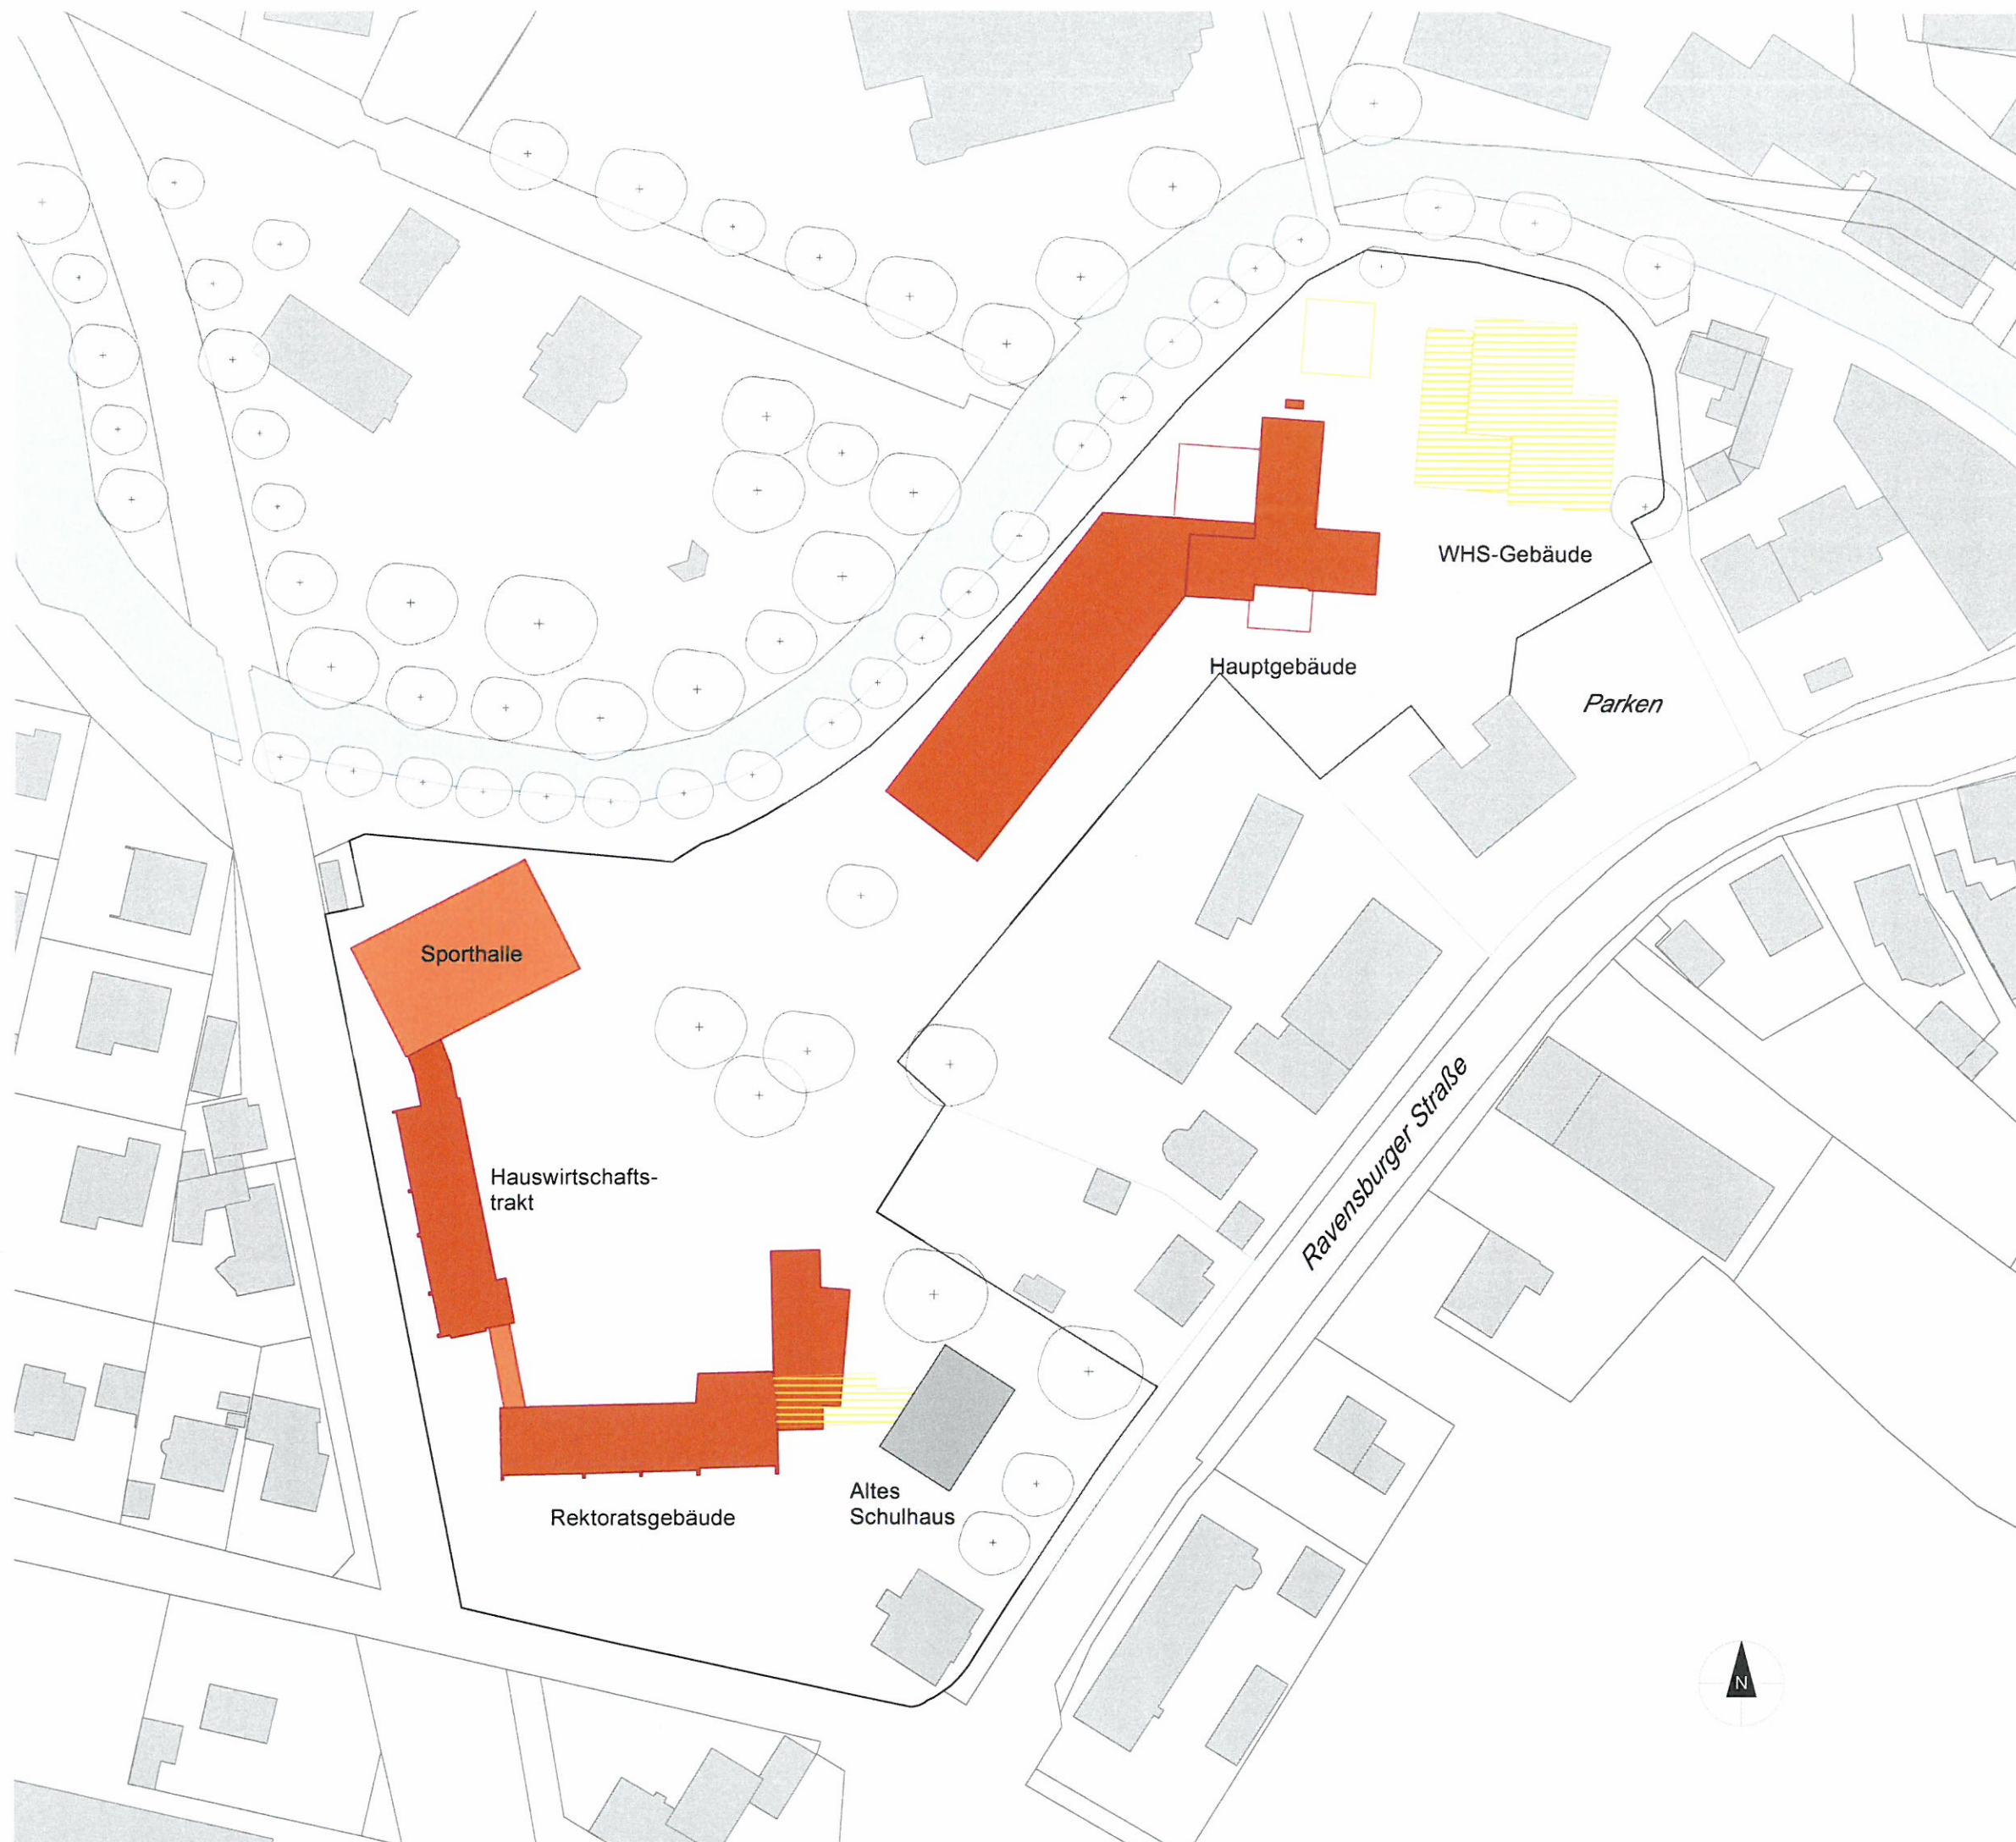 WHS-Gebäude
Hauptgebäude
Parken
Sporthalle
Ravensburger Straße
Hauswirtschafts-
trakt
Altes
Schulhaus
Rektoratsgebäude
N